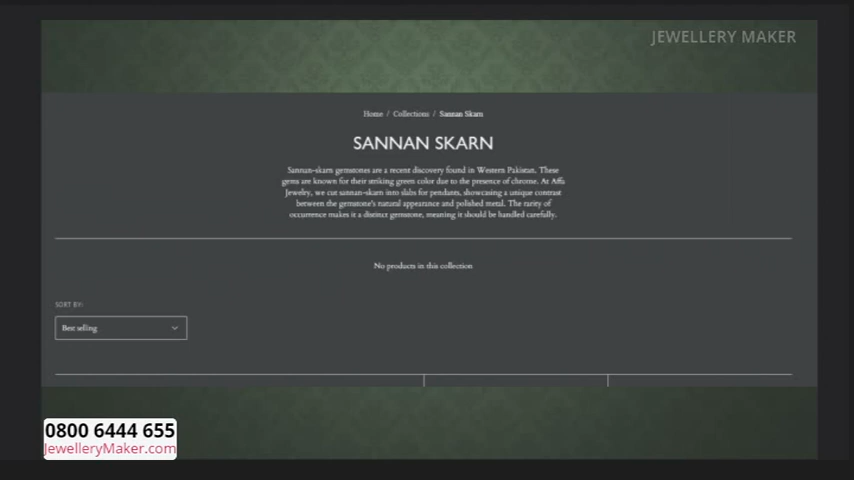 JEWELLERY MAKER
Home / Collections / Sannan Skarn
SANNAN SKARN
Sannan-skarn gemstones are a recent discovery found in Western Pakistan. These
gems are known for their striking green color due to the presence of chrome. At Affa
Jewelry, we cut sannan-skarn into slabs for pendants, showcasing a unique contrast
between the gemstone's natural appearance and polished metal. The rarity of
occurrence makes it a distinct gemstone, meaning it should be handled carefully.
No products in this collection
SORT BY:
Best selling
0800 6444 655
JewelleryMaker.com